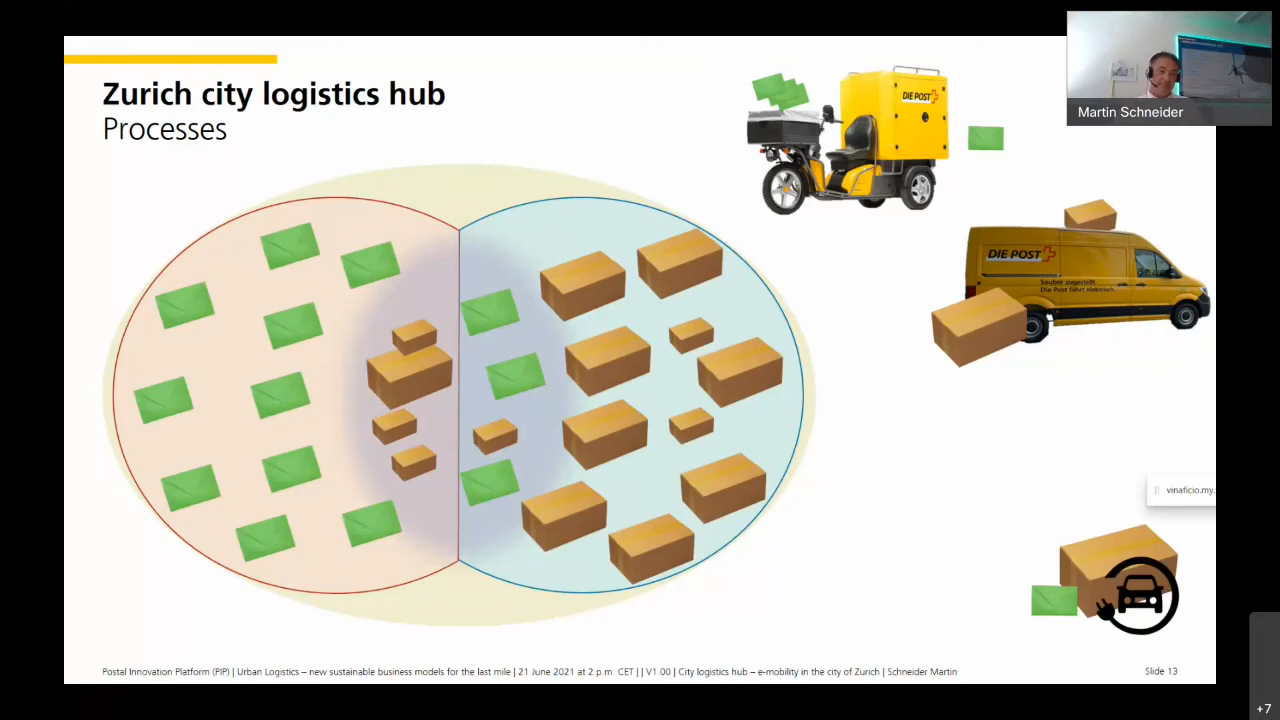 Zurich city logistics hub
Processes
DIE POST
Martin Schneider
DIE POST
Sauber zugestellt.
Die Post fährt elektrisch.
vinaficio.my.
Postal Innovation Platform (PIP) | Urban Logistics – new sustainable business models for the last mile | 21 June 2021 at 2 p.m. CET | | V1.00 | City logistics hub – e-mobility in the city of Zurich | Schneider Martin
Slide 13
+7